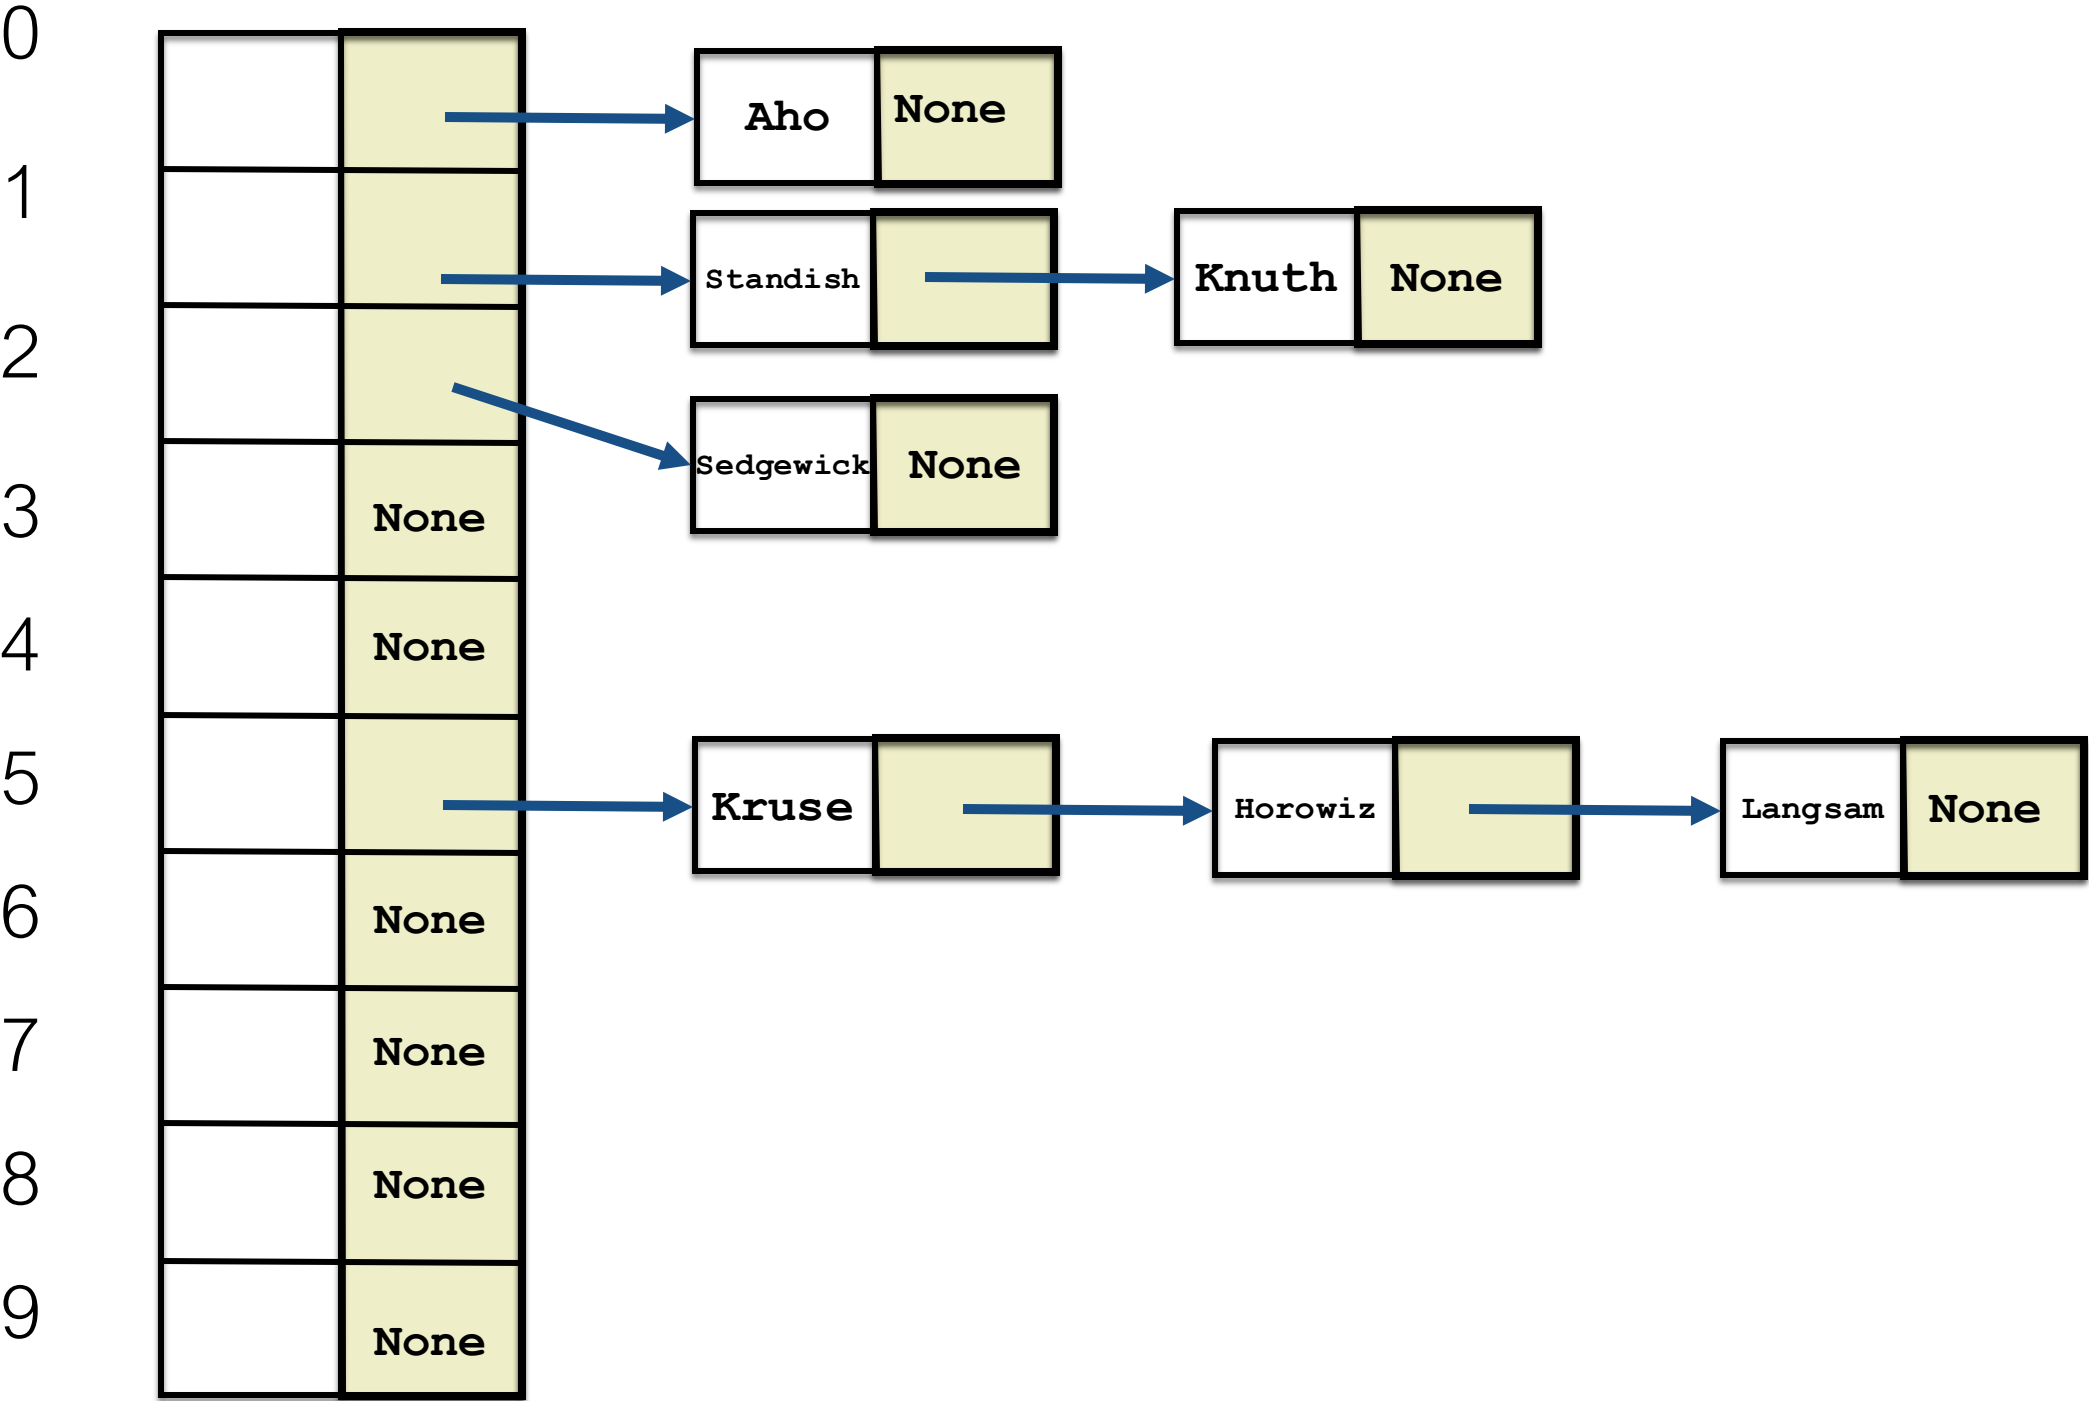 0
Aho None
1
Standish Knuth None
2
Sedgewick None
3 None
4 None
5 Kruse Horowiz Langsam None
6 None
7 None
8 None
9 None